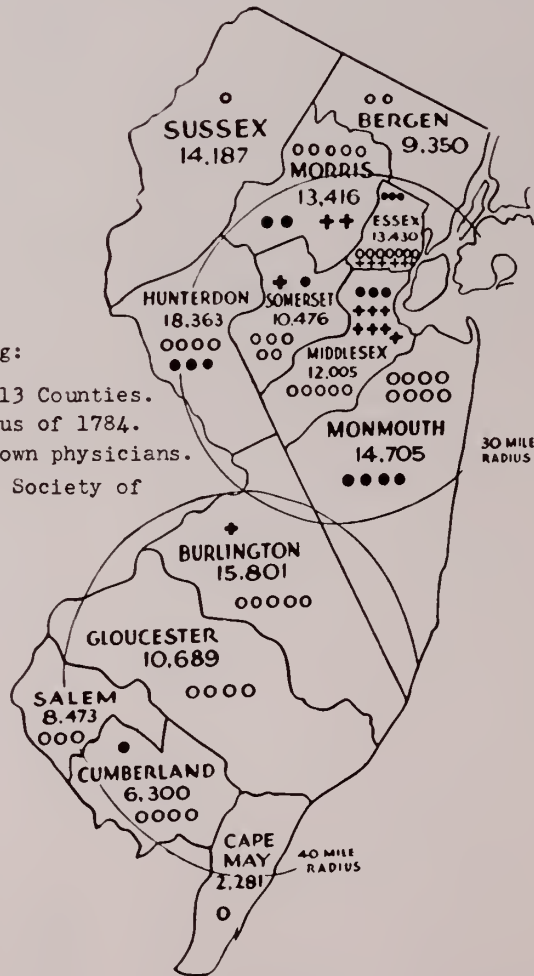 SUSSEX
14,187
BERGEN
9,350
MORRIS
13,416
ESSEX
13,430
HUNTERDON
18,363
SOMERSET
10,476
MIDDLESEX
12,005
g:
13 Counties.
us of 1784.
own physicians.
Society of
MONMOUTH
14,705
30 MILE
RADIUS
BURLINGTON
15,801
GLOUCESTER
10,689
SALEM
8,473
CUMBERLAND
6,300
CAPE
MAY
2,281
40 MILE
RADIUS